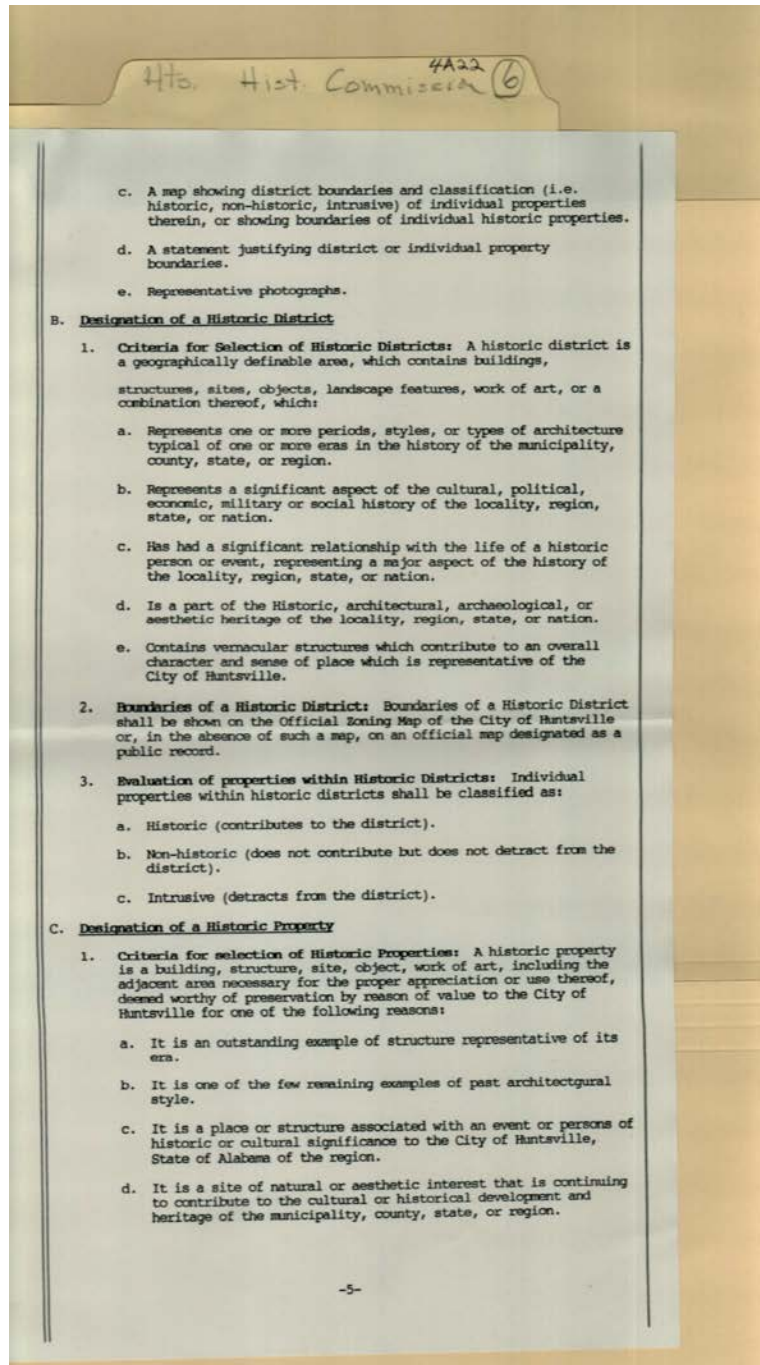 4A22
Hts. Hist. Commission 6
c. A map showing district boundaries and classification (i.e.
historic, non-historic, intrusive) of individual properties
therein, or showing boundaries of individual historic properties.
d. A statement justifying district or individual property
boundaries.
e. Representative photographs.
B. Designation of a Historic District
1. Criteria for Selection of Historic Districts: A historic district is
a geographically definable area, which contains buildings,
structures, sites, objects, landscape features, work of art, or a
combination thereof, which:
a. Represents one or more periods, styles, or types of architecture
typical of one or more eras in the history of the municipality,
county, state, or region.
b. Represents a significant aspect of the cultural, political,
economic, military or social history of the locality, region,
state, or nation.
c. Has had a significant relationship with the life of a historic
person or event, representing a major aspect of the history of
the locality, region, state, or nation.
d. Is a part of the Historic, architectural, archaeological, or
aesthetic heritage of the locality, region, state, or nation.
e. Contains vernacular structures which contribute to an overall
character and sense of place which is representative of the
City of Huntsville.
2. Boundaries of a Historic District: Boundaries of a Historic District
shall be shown on the Official Zoning Map of the City of Huntsville
or, in the absence of such a map, on an official map designated as a
public record.
3. Evaluation of properties within Historic Districts: Individual
properties within historic districts shall be classified as:
a. Historic (contributes to the district).
b. Non-historic (does not contribute but does not detract from the
district).
c. Intrusive (detracts from the district).
C. Designation of a Historic Property
1. Criteria for selection of Historic Properties: A historic property
is a building, structure, site, object, work of art, including the
adjacent area necessary for the proper appreciation or use thereof,
deemed worthy of preservation by reason of value to the City of
Huntsville for one of the following reasons:
a. It is an outstanding example of structure representative of its
era.
b. It is one of the few remaining examples of past architectgural
style.
c. It is a place or structure associated with an event or persons of
historic or cultural significance to the City of Huntsville,
State of Alabama of the region.
d. It is a site of natural or aesthetic interest that is continuing
to contribute to the cultural or historical development and
heritage of the municipality, county, state, or region.
-5-